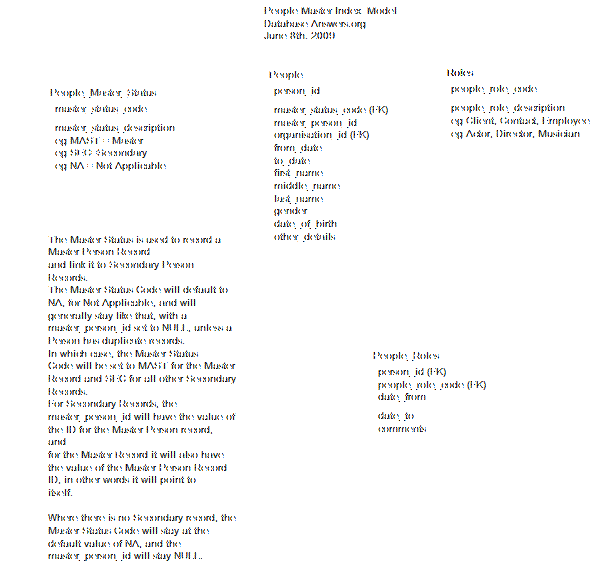 People Master Index Model
Database Answers.org
June 8th. 2009
People_Master_Status
master_status_code
master_status_description
eg MAST = Master
eg SEC=Secondary
eg NA = Not Applicable
People
person_id
master_status_code (FK)
master_person_id
organisation_id (FK)
from_date
to_date
first_name
middle_name
last_name
gender
date_of_birth
other_details
Roles
people_role_code
people_role_description
eg Client, Contact, Employee
eg Actor, Director, Musician
The Master Status is used to record a
Master Person Record
and link it to Secondary Person
Records.
The Master Status Code will default to
NA, for Not Applicable, and will
generally stay like that, with a
master_person_id set to NULL, unless a
Person has duplicate records.
In which case, the Master Status
Code will be set to MAST for the Master
Record and SEC for all other Secondary
Records.
For Secondary Records, the
master_person_id will have the value of
the ID for the Master Person record,
and
for the Master Record it will also have
the value of the Master Person Record
ID, in other words it will point to
itself.
Where there is no Secondary record, the
Master Status Code will stay at the
default value of NA, and the
master_person_id will stay NULL.
People_Roles
person_id (FK)
people_role_code (FK)
date_from
date_to
comments